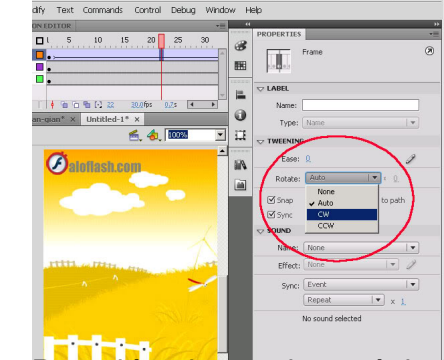 dify Text Commands Control Debug Window Help
ON EDITOR
1 5 10 15 20 25 30
22 30.0fps 0.7s
an-gian* × Untitled-1* ×
100%
aloflash.com
PROPERTIES
Frame
LABEL
Name:
Type: Name
TWEENING
Ease: 0
Rotate: Auto × 0
None
Auto
CW
CCW
Snap to path
Sync
SOUND
Name: None
Effect: None
Sync: Event
Repeat x 1
No sound selected